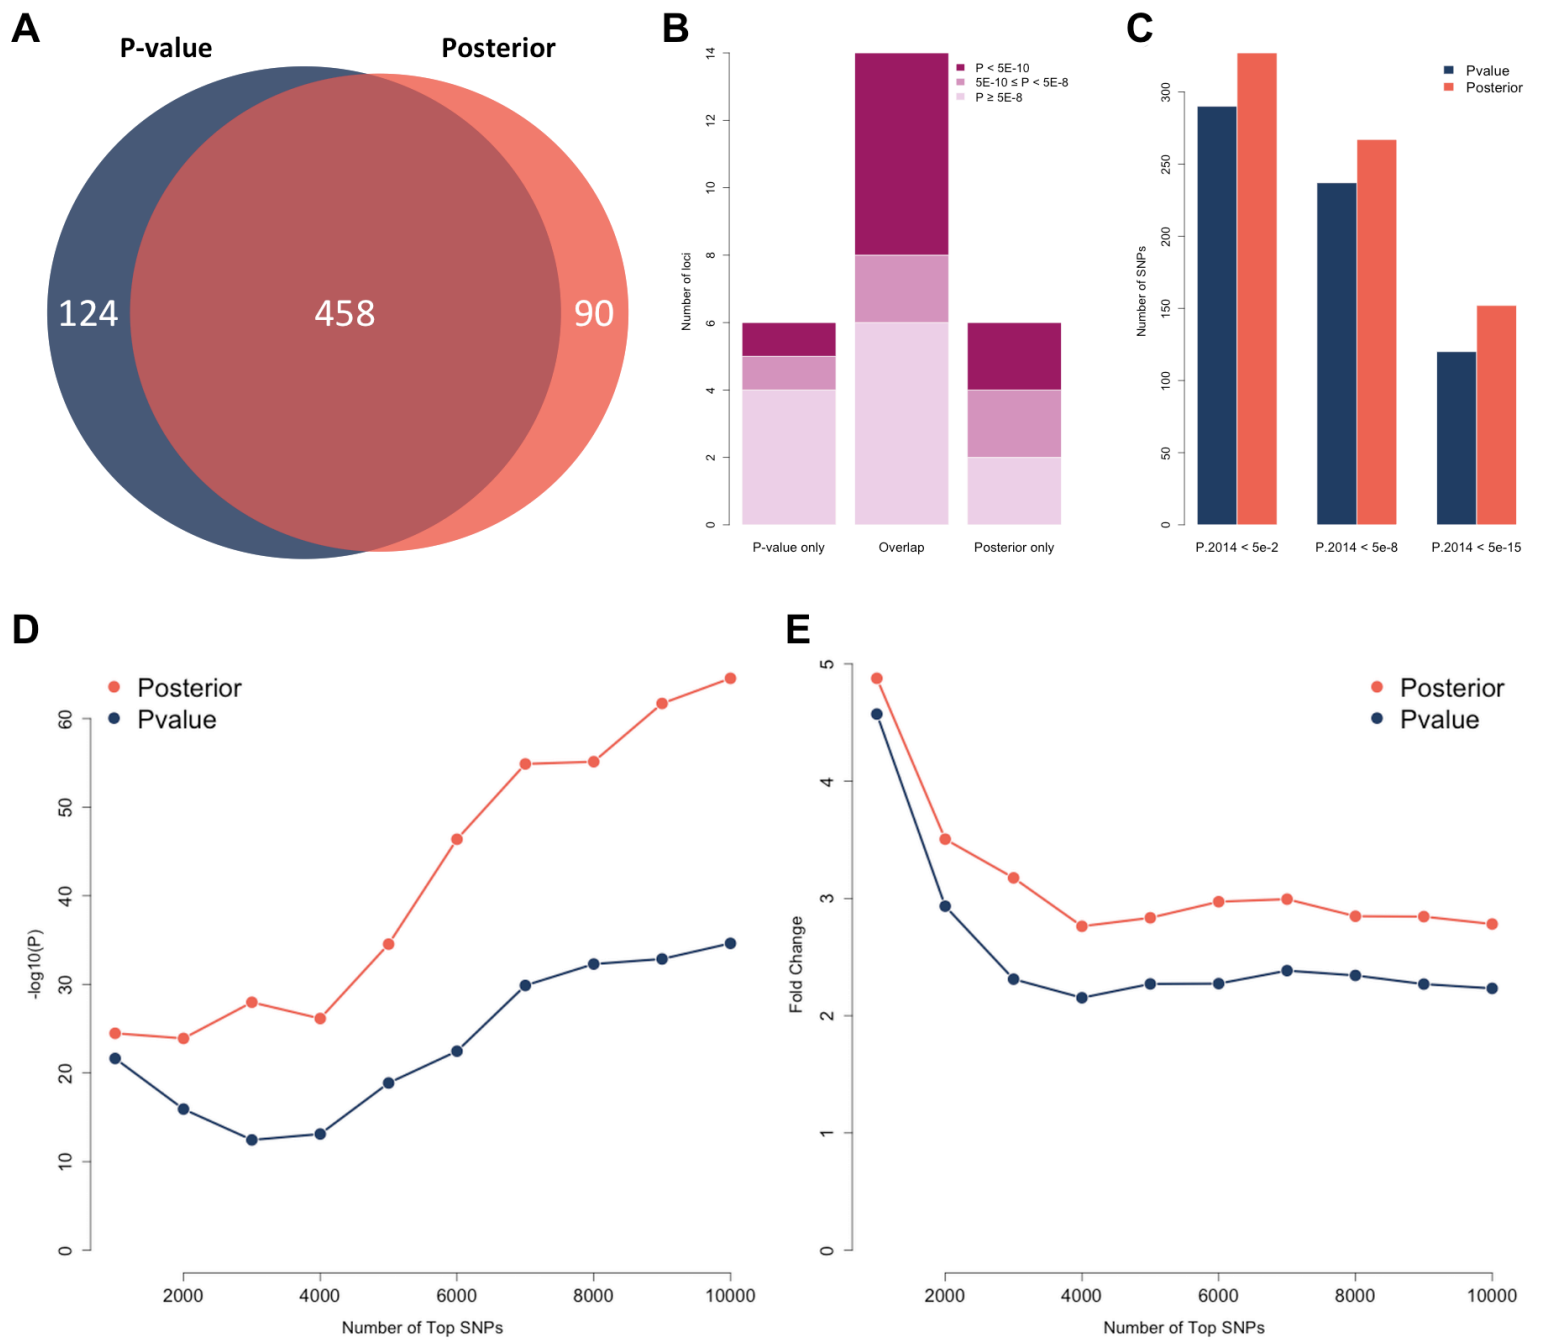 A
P-value
Posterior
124
458
90
B
Number of loci
0
2
4
6
8
10
12
14
P < 5E-10
5E-10 ≤ P < 5E-8
P ≥ 5E-8
P-value only
Overlap
Posterior only
C
Number of SNPs
0
50
100
150
200
250
300
Pvalue
Posterior
P.2014 < 5e-2
P.2014 < 5e-8
P.2014 < 5e-15
D
Posterior
Pvalue
-log10(P)
0
10
20
30
40
50
60
2000
4000
6000
8000
10000
Number of Top SNPs
E
Posterior
Pvalue
Fold Change
0
1
2
3
4
5
2000
4000
6000
8000
10000
Number of Top SNPs